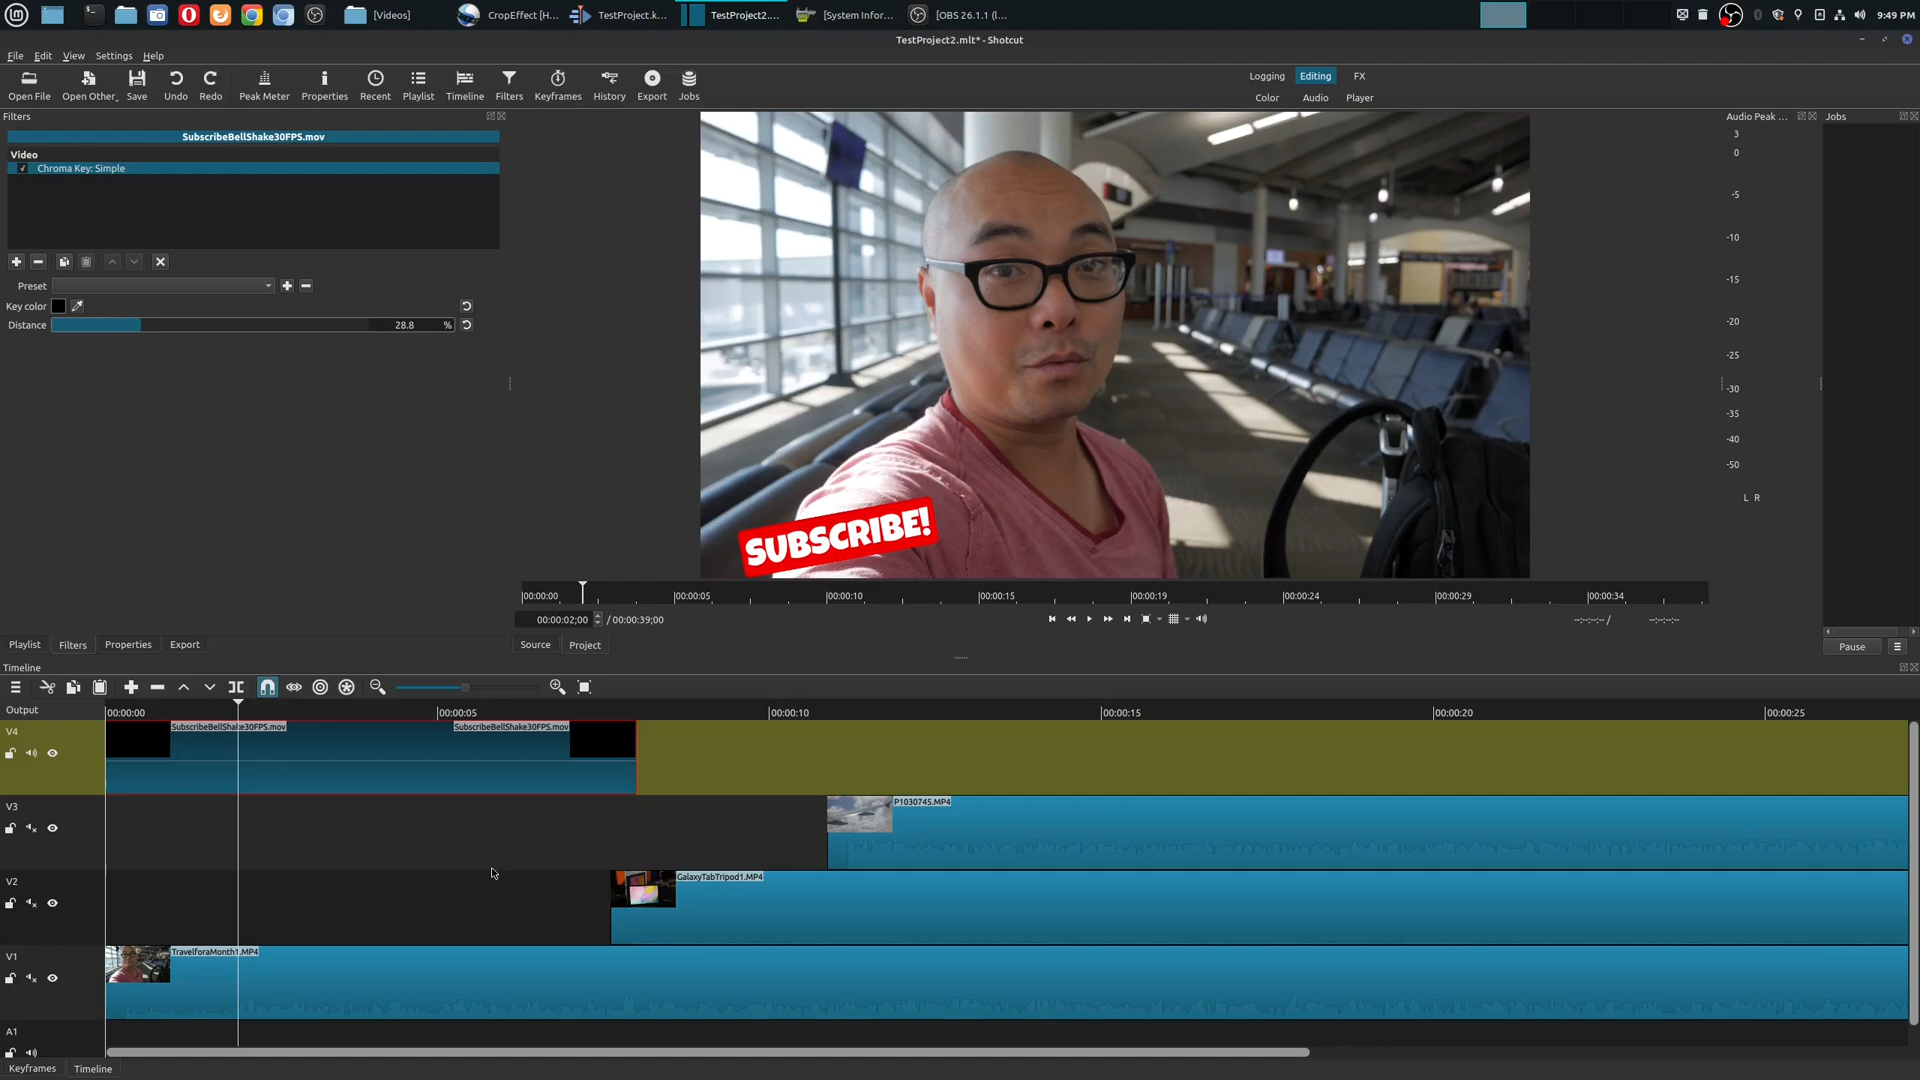 [Videos]
CropEffect [H...
TestProject.k...
TestProject2....
[System Infor...
[OBS 26.1.1 (l...
9:49 PM
TestProject2.mlt* - Shotcut
File Edit View Settings Help
Open File Open Other... Save Undo Redo Peak Meter Properties Recent Playlist Timeline Filters Keyframes History Export Jobs
Logging Editing FX
Color Audio Player
Filters
SubscribeBellShake30FPS.mov
Video
Chroma Key: Simple
Preset
Key color
Distance 28.8 %
SUBSCRIBE!
Audio Peak ...
3
0
-5
-10
-15
-20
-25
-30
-35
-40
-50
L R
Jobs
00:00:00 00:00:05 00:00:10 00:00:15 00:00:19 00:00:24 00:00:29 00:00:34
00:00:02;00 / 00:00:39;00
--:--:--;-- / --:--:--;--
Playlist Filters Properties Export
Source Project
Pause
Timeline
Output
00:00:00 00:00:05 00:00:10 00:00:15 00:00:20 00:00:25
V4
SubscribeBellShake30FPS.mov SubscribeBellShake30FPS.mov
V3
P1030745.MP4
V2
GalaxyTabTripod1.MP4
V1
TravelforaMonth1.MP4
A1
Keyframes Timeline